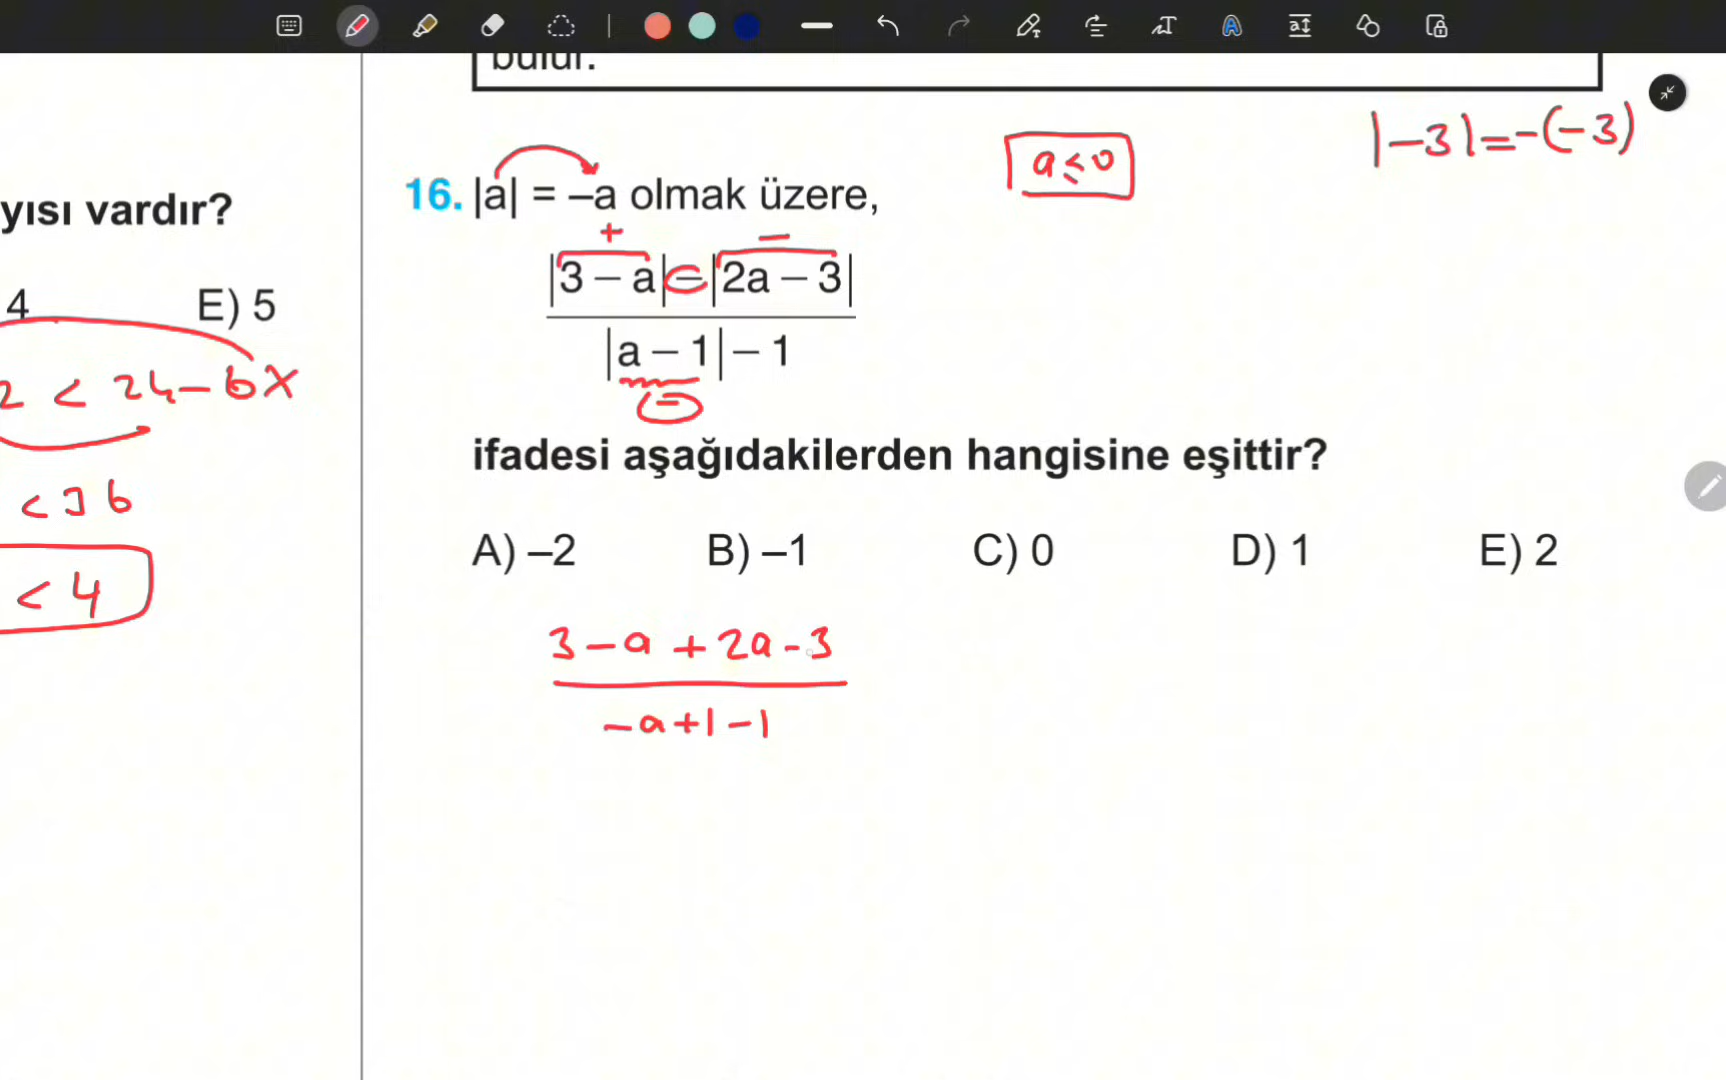 bulur.
|−3|=−(−3)
a≤0
yısı vardır?
4 E) 5
2 < 24−6x
<36
< 4
16. |a| = –a olmak üzere,
+ −
|3 – a| – |2a – 3|
|a – 1| – 1
−
ifadesi aşağıdakilerden hangisine eşittir?
A) –2 B) –1 C) 0 D) 1 E) 2
3−a+2a−3
−a+1−1